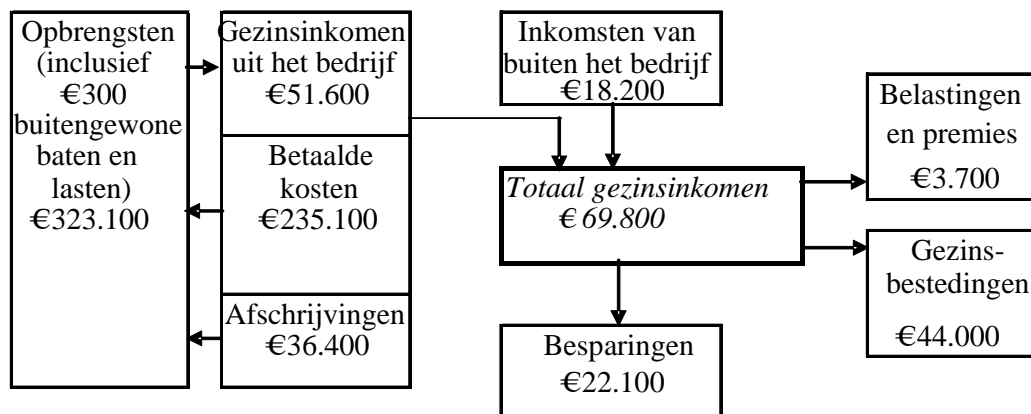 Opbrengsten
(inclusief
€300
buitengewone
baten en
lasten)
€323.100
Gezinsinkomen
uit het bedrijf
€51.600
Betaalde
kosten
€235.100
Afschrijvingen
€36.400
Inkomsten van
buiten het bedrijf
€18.200
Totaal gezinsinkomen
€ 69.800
Besparingen
€22.100
Belastingen
en premies
€3.700
Gezins-
bestedingen
€44.000